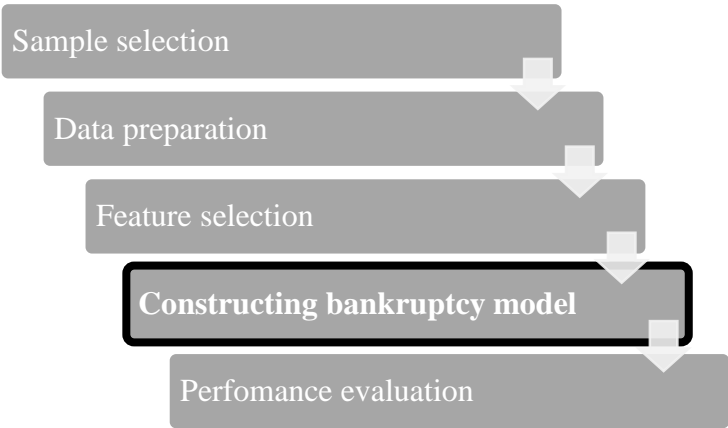 Sample selection
Data preparation
Feature selection
Constructing bankruptcy model
Perfomance evaluation